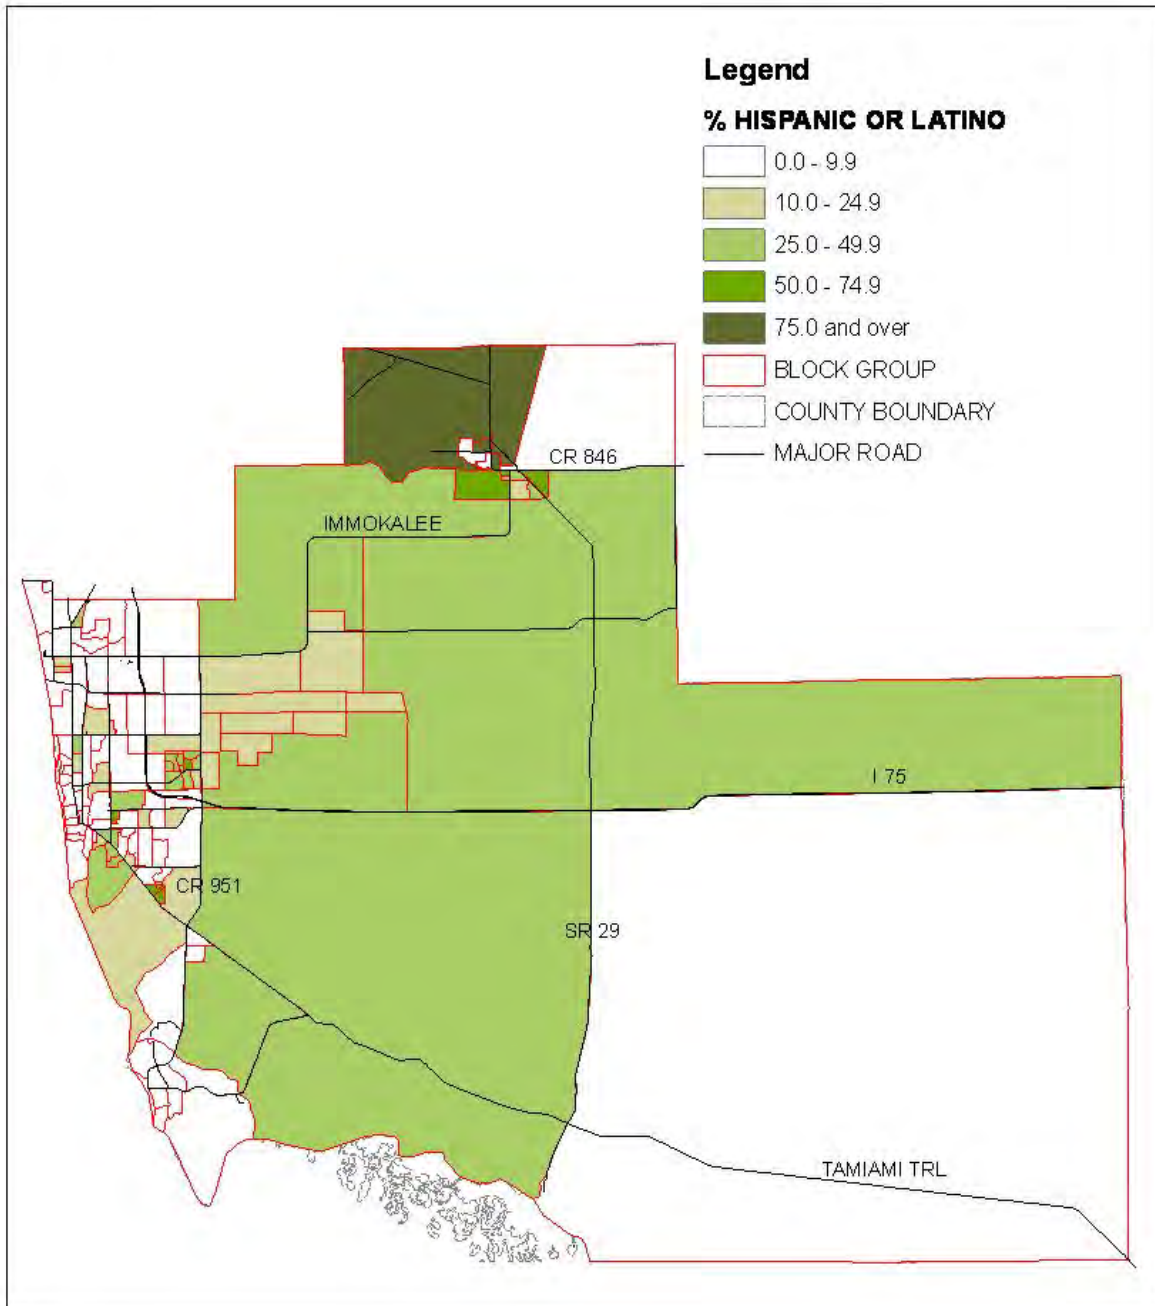 Legend
% HISPANIC OR LATINO
0.0 - 9.9
10.0 - 24.9
25.0 - 49.9
50.0 - 74.9
75.0 and over
BLOCK GROUP
COUNTY BOUNDARY
MAJOR ROAD
CR 846
IMMOKALEE
I 75
CR 951
SR 29
TAMIAMI TRL